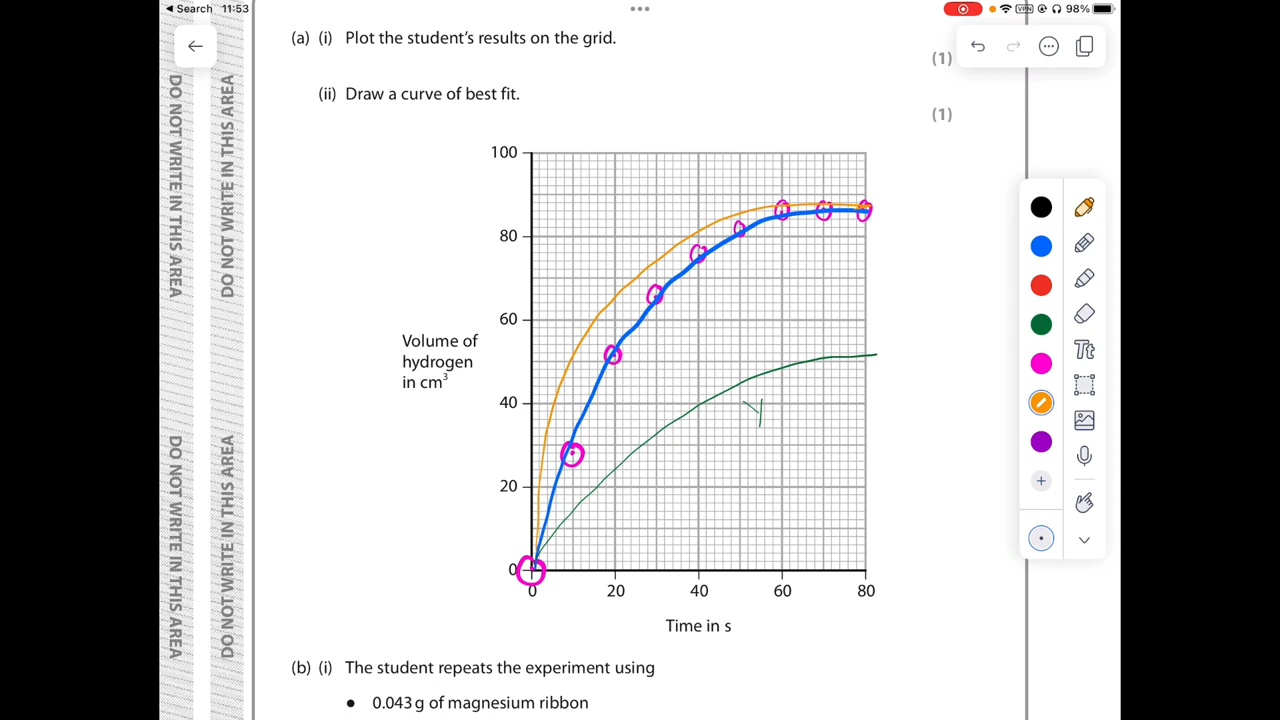 Search 11:53
VPN 98%
(a) (i) Plot the student's results on the grid.
(1)
(ii) Draw a curve of best fit.
(1)
DO NOT WRITE IN THIS AREA
DO NOT WRITE IN THIS AREA
DO NOT WRITE IN THIS AREA
DO NOT WRITE IN THIS AREA
100
80
60
40
20
0
Volume of
hydrogen
in cm³
Y
0 20 40 60 80
Time in s
Tt
(b) (i) The student repeats the experiment using
• 0.043 g of magnesium ribbon